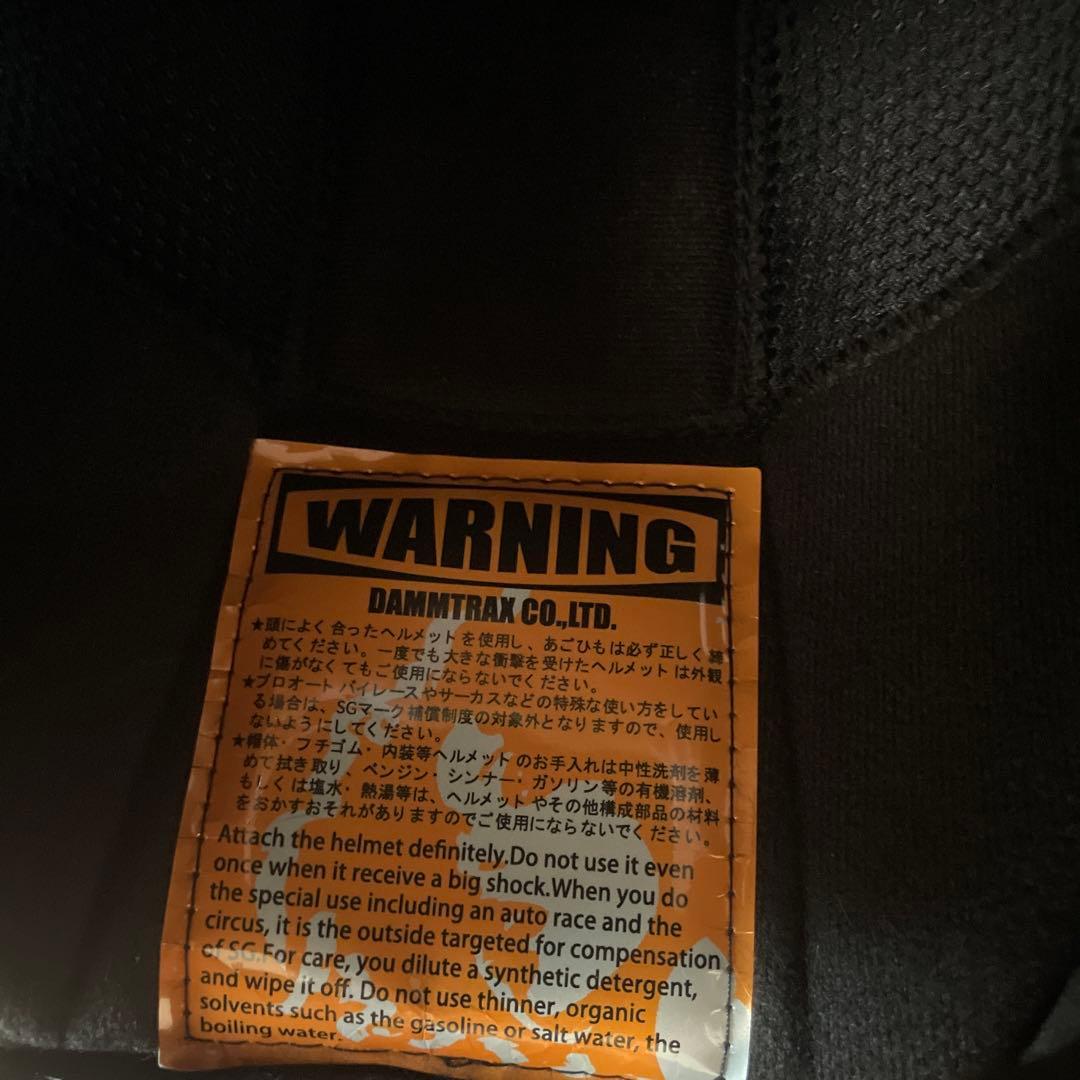 WARNING
DAMMTRAX CO.,LTD.
★頭によく合ったヘルメットを使用し、あごひもは必ず正しく締
めてください。一度でも大きな衝撃を受けたヘルメットは外観
に傷がなくてもご使用にならないでください。
★プロオートバイレースやサーカスなどの特殊な使い方をしてい
る場合は、SGマーク補償制度の対象外となりますので、使用し
ないようにしてください。
★帽体・フチゴム・内装等ヘルメットのお手入れは中性洗剤を薄
めて拭き取り、ベンジン・シンナー・ガソリン等の有機溶剤、
もしくは塩水・熱湯等は、ヘルメットやその他構成部品の材料
をおかすおそれがありますのでご使用にならないでください。
Attach the helmet definitely.Do not use it even
once when it receive a big shock.When you do
the special use including an auto race and the
circus, it is the outside targeted for compensation
of SG.For care, you dilute a synthetic detergent,
and wipe it off. Do not use thinner, organic
solvents such as the gasoline or salt water, the
boiling water.